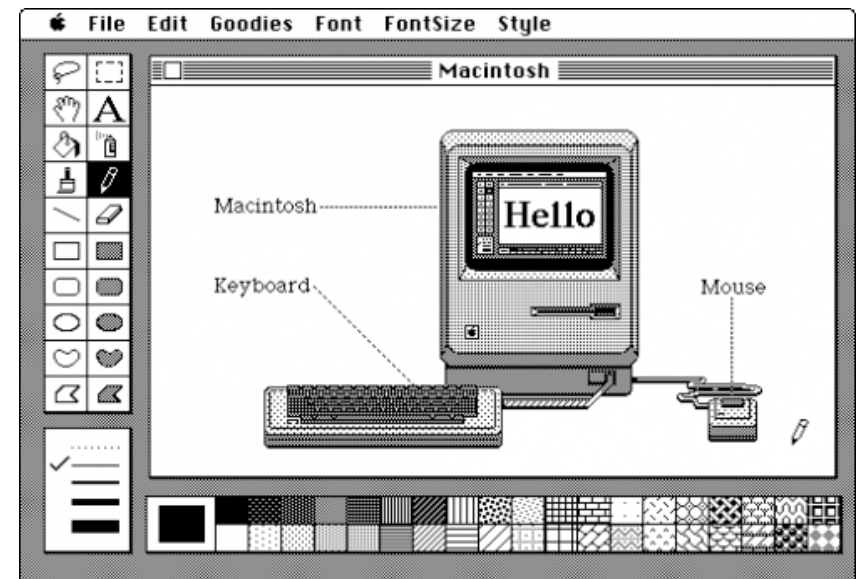 File Edit Goodies Font FontSize Style
A
Macintosh
Macintosh
Hello
Keyboard
Mouse